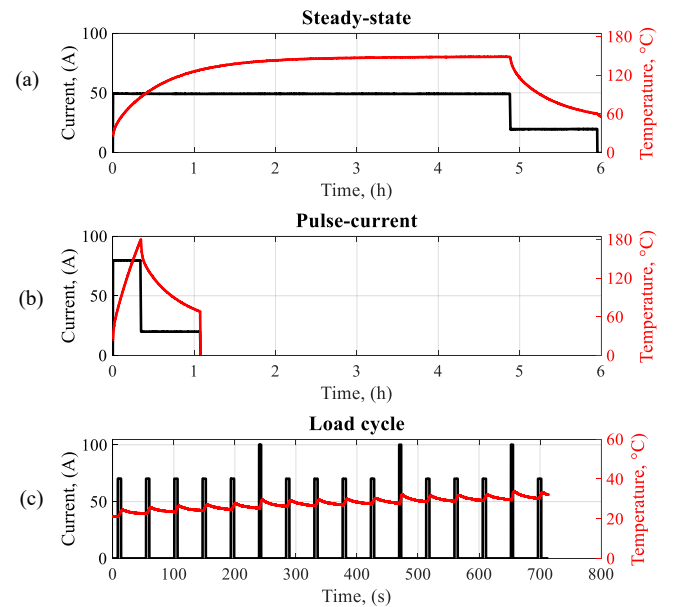 Steady-state
(a)
Current, (A)
100
50
0
180
120
60
0
Temperature, °C)
0 1 2 3 4 5 6
Time, (h)
Pulse-current
(b)
Current, (A)
100
50
0
180
120
60
0
Temperature, °C)
0 1 2 3 4 5 6
Time, (h)
Load cycle
(c)
Current, (A)
100
50
0
60
40
20
0
Temperature, °C)
0 100 200 300 400 500 600 700 800
Time, (s)